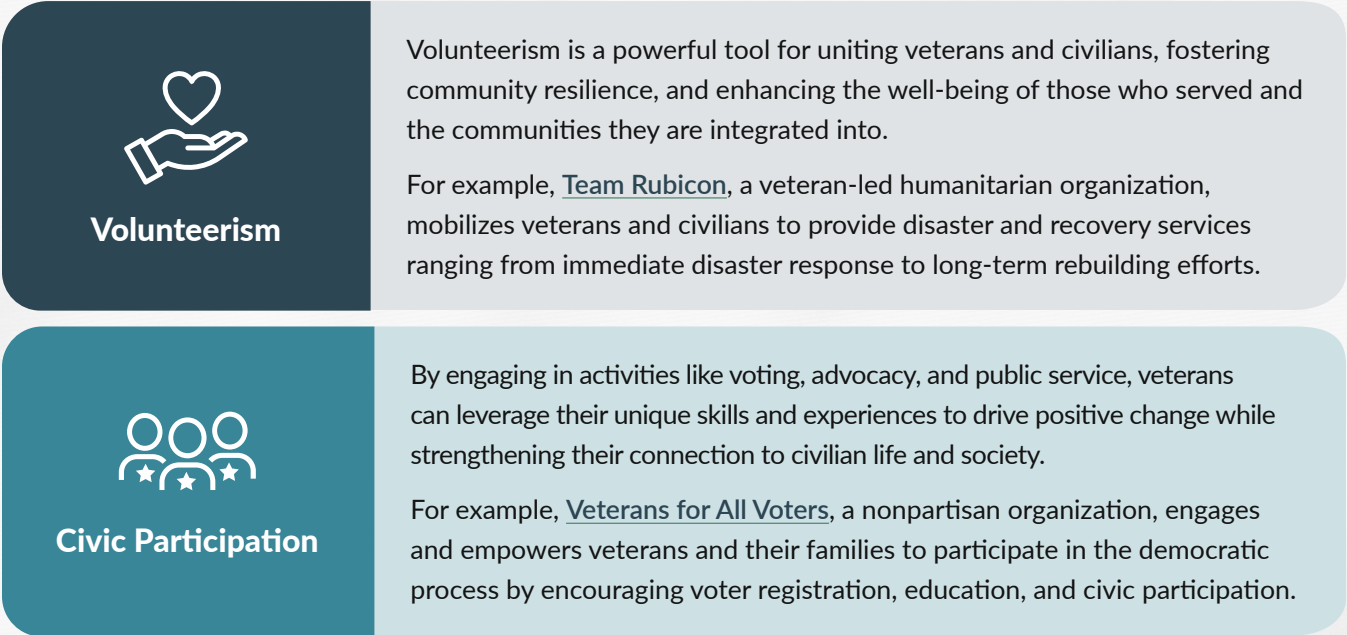 Volunteerism
Volunteerism is a powerful tool for uniting veterans and civilians, fostering
community resilience, and enhancing the well-being of those who served and
the communities they are integrated into.
For example, Team Rubicon, a veteran-led humanitarian organization,
mobilizes veterans and civilians to provide disaster and recovery services
ranging from immediate disaster response to long-term rebuilding efforts.
Civic Participation
By engaging in activities like voting, advocacy, and public service, veterans
can leverage their unique skills and experiences to drive positive change while
strengthening their connection to civilian life and society.
For example, Veterans for All Voters, a nonpartisan organization, engages
and empowers veterans and their families to participate in the democratic
process by encouraging voter registration, education, and civic participation.